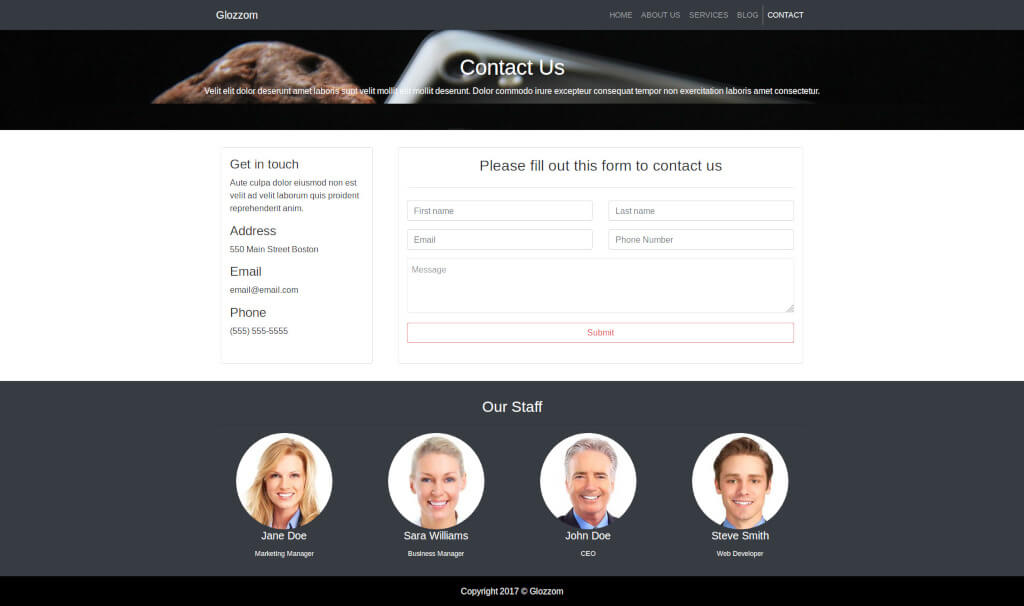 Glozzom
HOME ABOUT US SERVICES BLOG CONTACT
Contact Us
Velit elit dolor deserunt amet laboris sunt velit mollit est mollit deserunt. Dolor commodo irure excepteur consequat tempor non exercitation laboris amet consectetur.
Get in touch
Aute culpa dolor eiusmod non est
velit ad velit laborum quis proident
reprehenderit anim.
Address
550 Main Street Boston
Email
email@email.com
Phone
(555) 555-5555
Please fill out this form to contact us
First name
Last name
Email
Phone Number
Message
Submit
Our Staff
Jane Doe
Marketing Manager
Sara Williams
Business Manager
John Doe
CEO
Steve Smith
Web Developer
Copyright 2017 © Glozzom